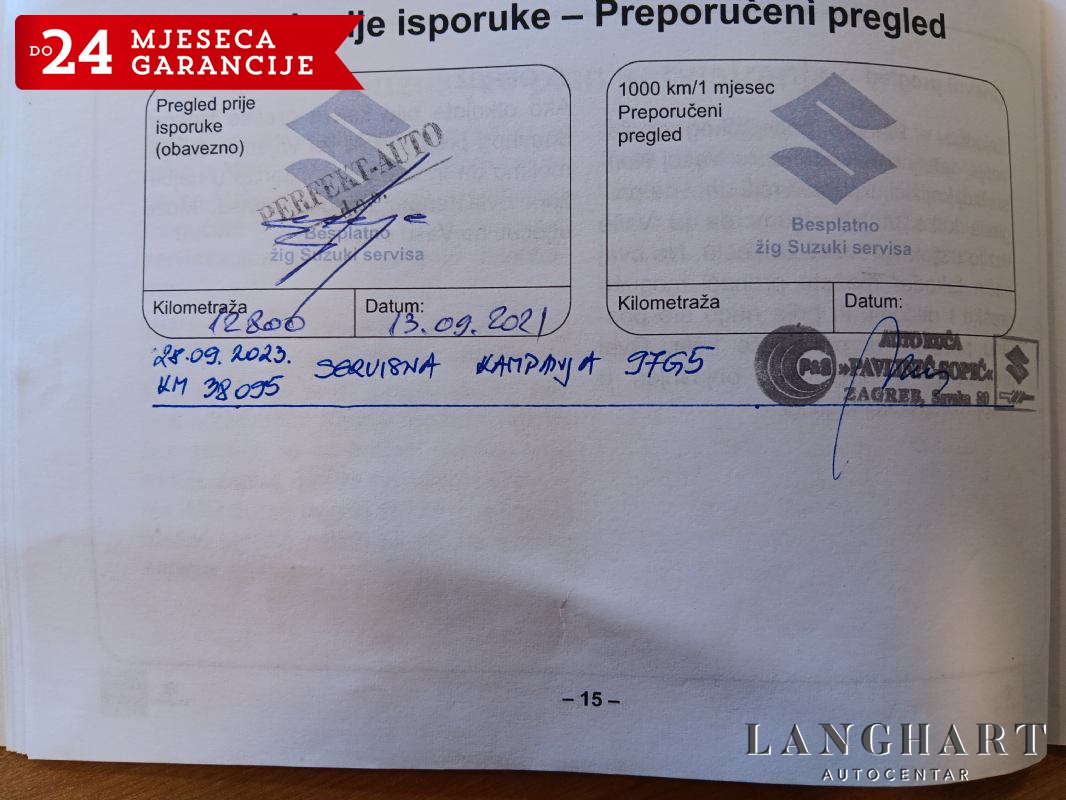 DO 24 MJESECA
GARANCIJE
isporuke – Preporučeni pregled
Pregled prije
isporuke
(obavezno)
PERFEKT-AUTO
d.o.o.
Besplatno
žig Suzuki servisa
Kilometraža
12800
Datum:
13.09.2021
1000 km/1 mjesec
Preporučeni
pregled
Besplatno
žig Suzuki servisa
Kilometraža
Datum:
28.09.2023. SERVISNA KAMPANJA 97G5
KM 38095
P&S
AUTO KUĆA
ZAGREB, Savska 80
– 15 –
LANGHART
AUTOCENTAR